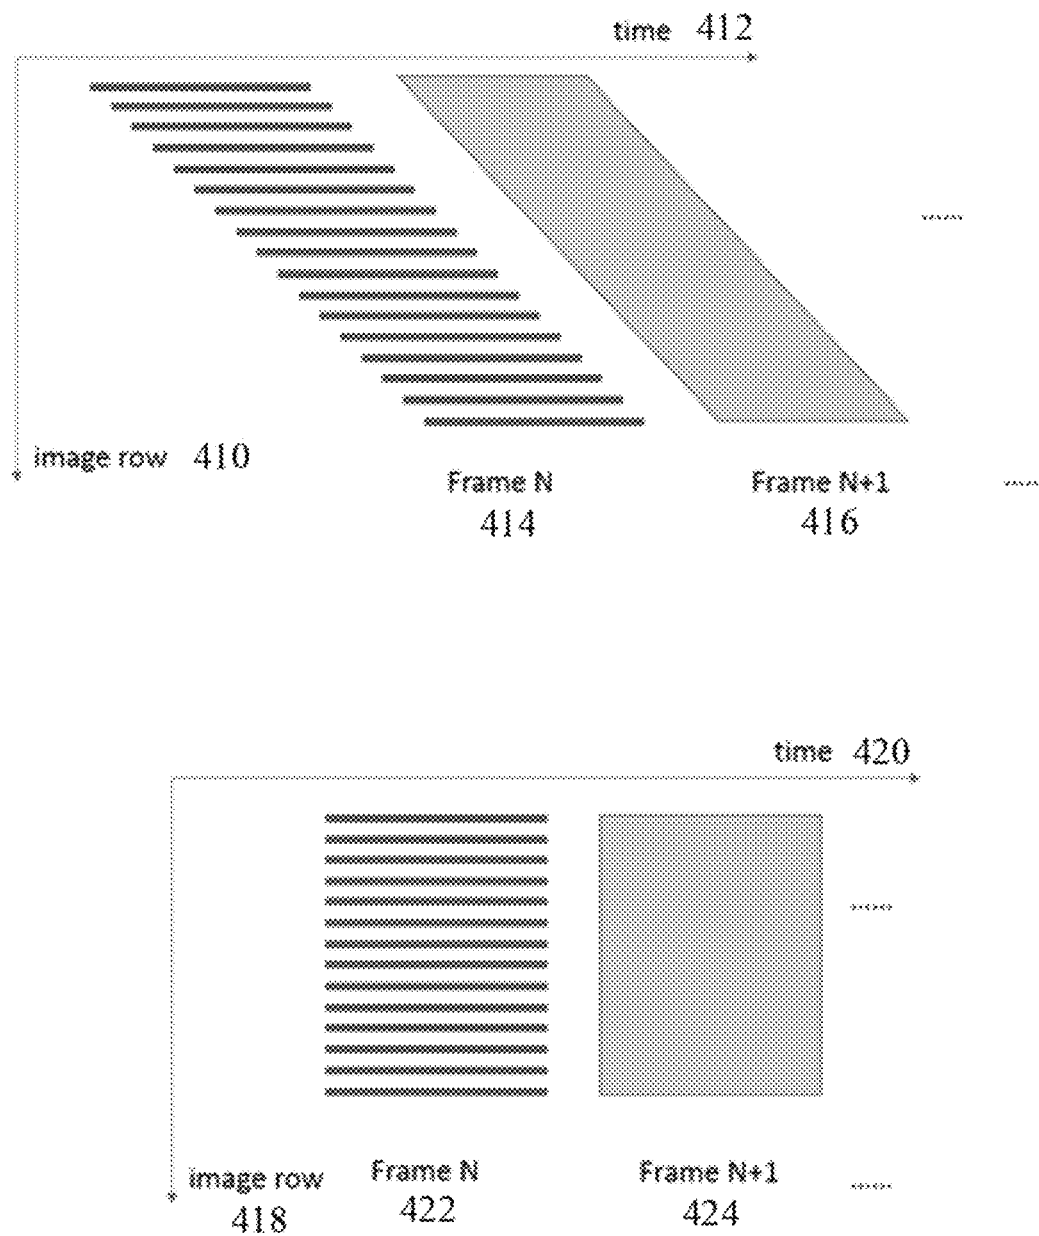 time 412
......
image row 410
Frame N
414
Frame N+1
416
......
time 420
......
image row
418
Frame N
422
Frame N+1
424
......